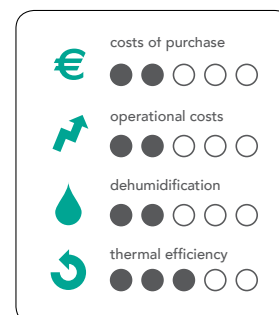 €
costs of purchase
operational costs
dehumidification
thermal efficiency